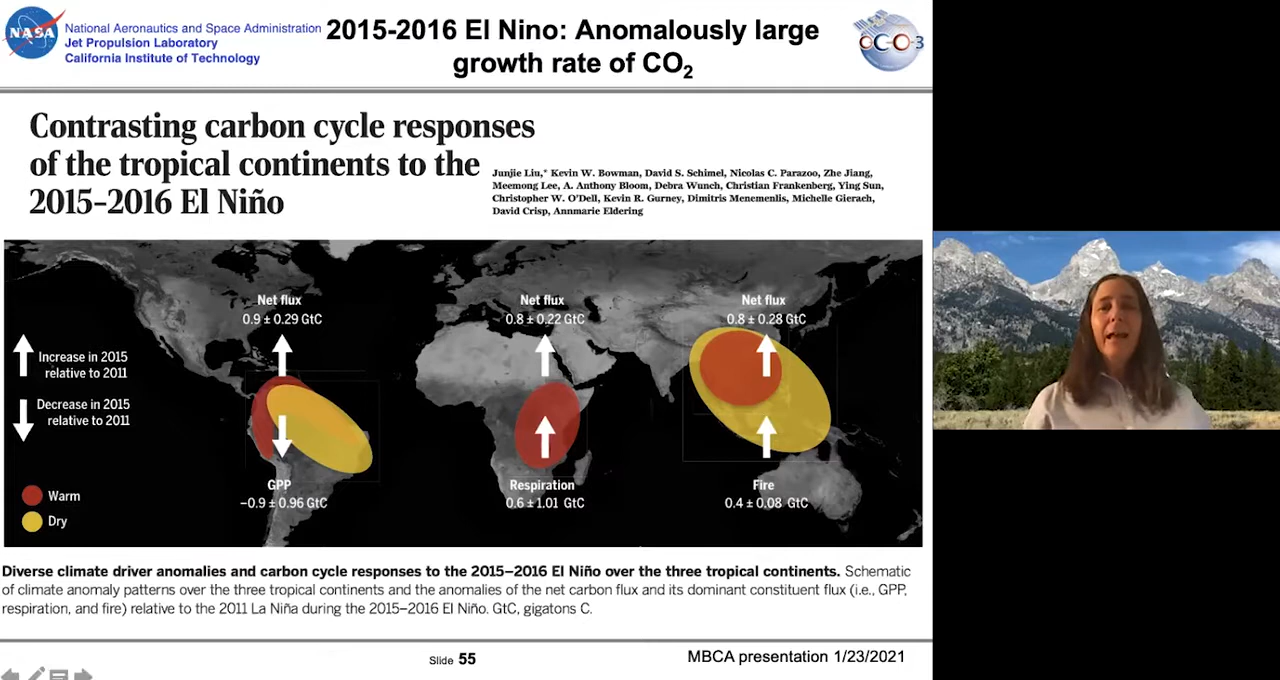 NASA
National Aeronautics and Space Administration
Jet Propulsion Laboratory
California Institute of Technology
2015-2016 El Nino: Anomalously large
growth rate of CO₂
OCO-3
Contrasting carbon cycle responses
of the tropical continents to the
2015–2016 El Niño
Junjie Liu,* Kevin W. Bowman, David S. Schimel, Nicolas C. Parazoo, Zhe Jiang,
Meemong Lee, A. Anthony Bloom, Debra Wunch, Christian Frankenberg, Ying Sun,
Christopher W. O'Dell, Kevin R. Gurney, Dimitris Menemenlis, Michelle Gierach,
David Crisp, Annmarie Eldering
Net flux
0.9 ± 0.29 GtC
Net flux
0.8 ± 0.22 GtC
Net flux
0.8 ± 0.28 GtC
Increase in 2015
relative to 2011
Decrease in 2015
relative to 2011
GPP
−0.9 ± 0.96 GtC
Respiration
0.6 ± 1.01 GtC
Fire
0.4 ± 0.08 GtC
Warm
Dry
Diverse climate driver anomalies and carbon cycle responses to the 2015–2016 El Niño over the three tropical continents. Schematic
of climate anomaly patterns over the three tropical continents and the anomalies of the net carbon flux and its dominant constituent flux (i.e., GPP,
respiration, and fire) relative to the 2011 La Niña during the 2015–2016 El Niño. GtC, gigatons C.
Slide 55
MBCA presentation 1/23/2021